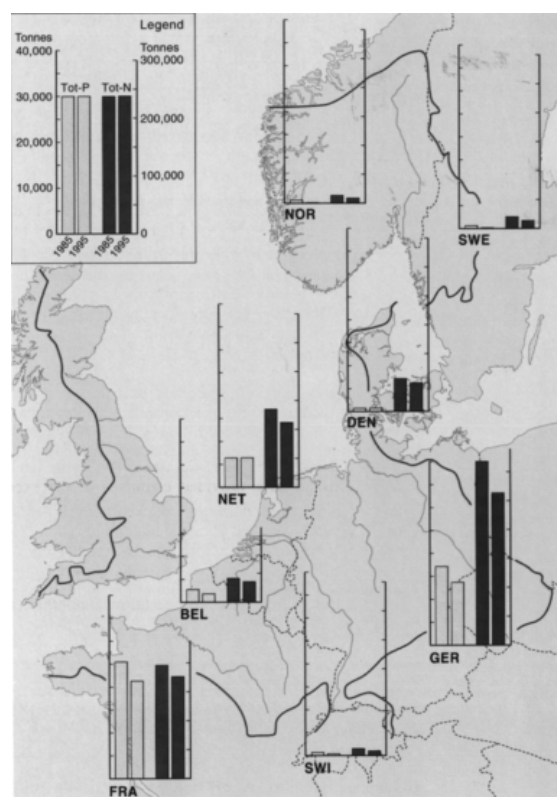 Legend
Tonnes
Tonnes
40,000
300,000
Tot-P
Tot-N
30,000
200,000
20,000
100,000
10,000
0
0
1985
1995
1985
1995
NOR
SWE
DEN
NET
BEL
GER
SWI
FRA